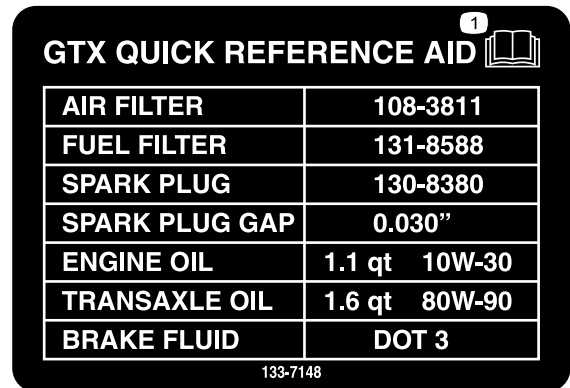 1
GTX QUICK REFERENCE AID
AIR FILTER 108-3811
FUEL FILTER 131-8588
SPARK PLUG 130-8380
SPARK PLUG GAP 0.030”
ENGINE OIL 1.1 qt 10W-30
TRANSAXLE OIL 1.6 qt 80W-90
BRAKE FLUID DOT 3
133-7148